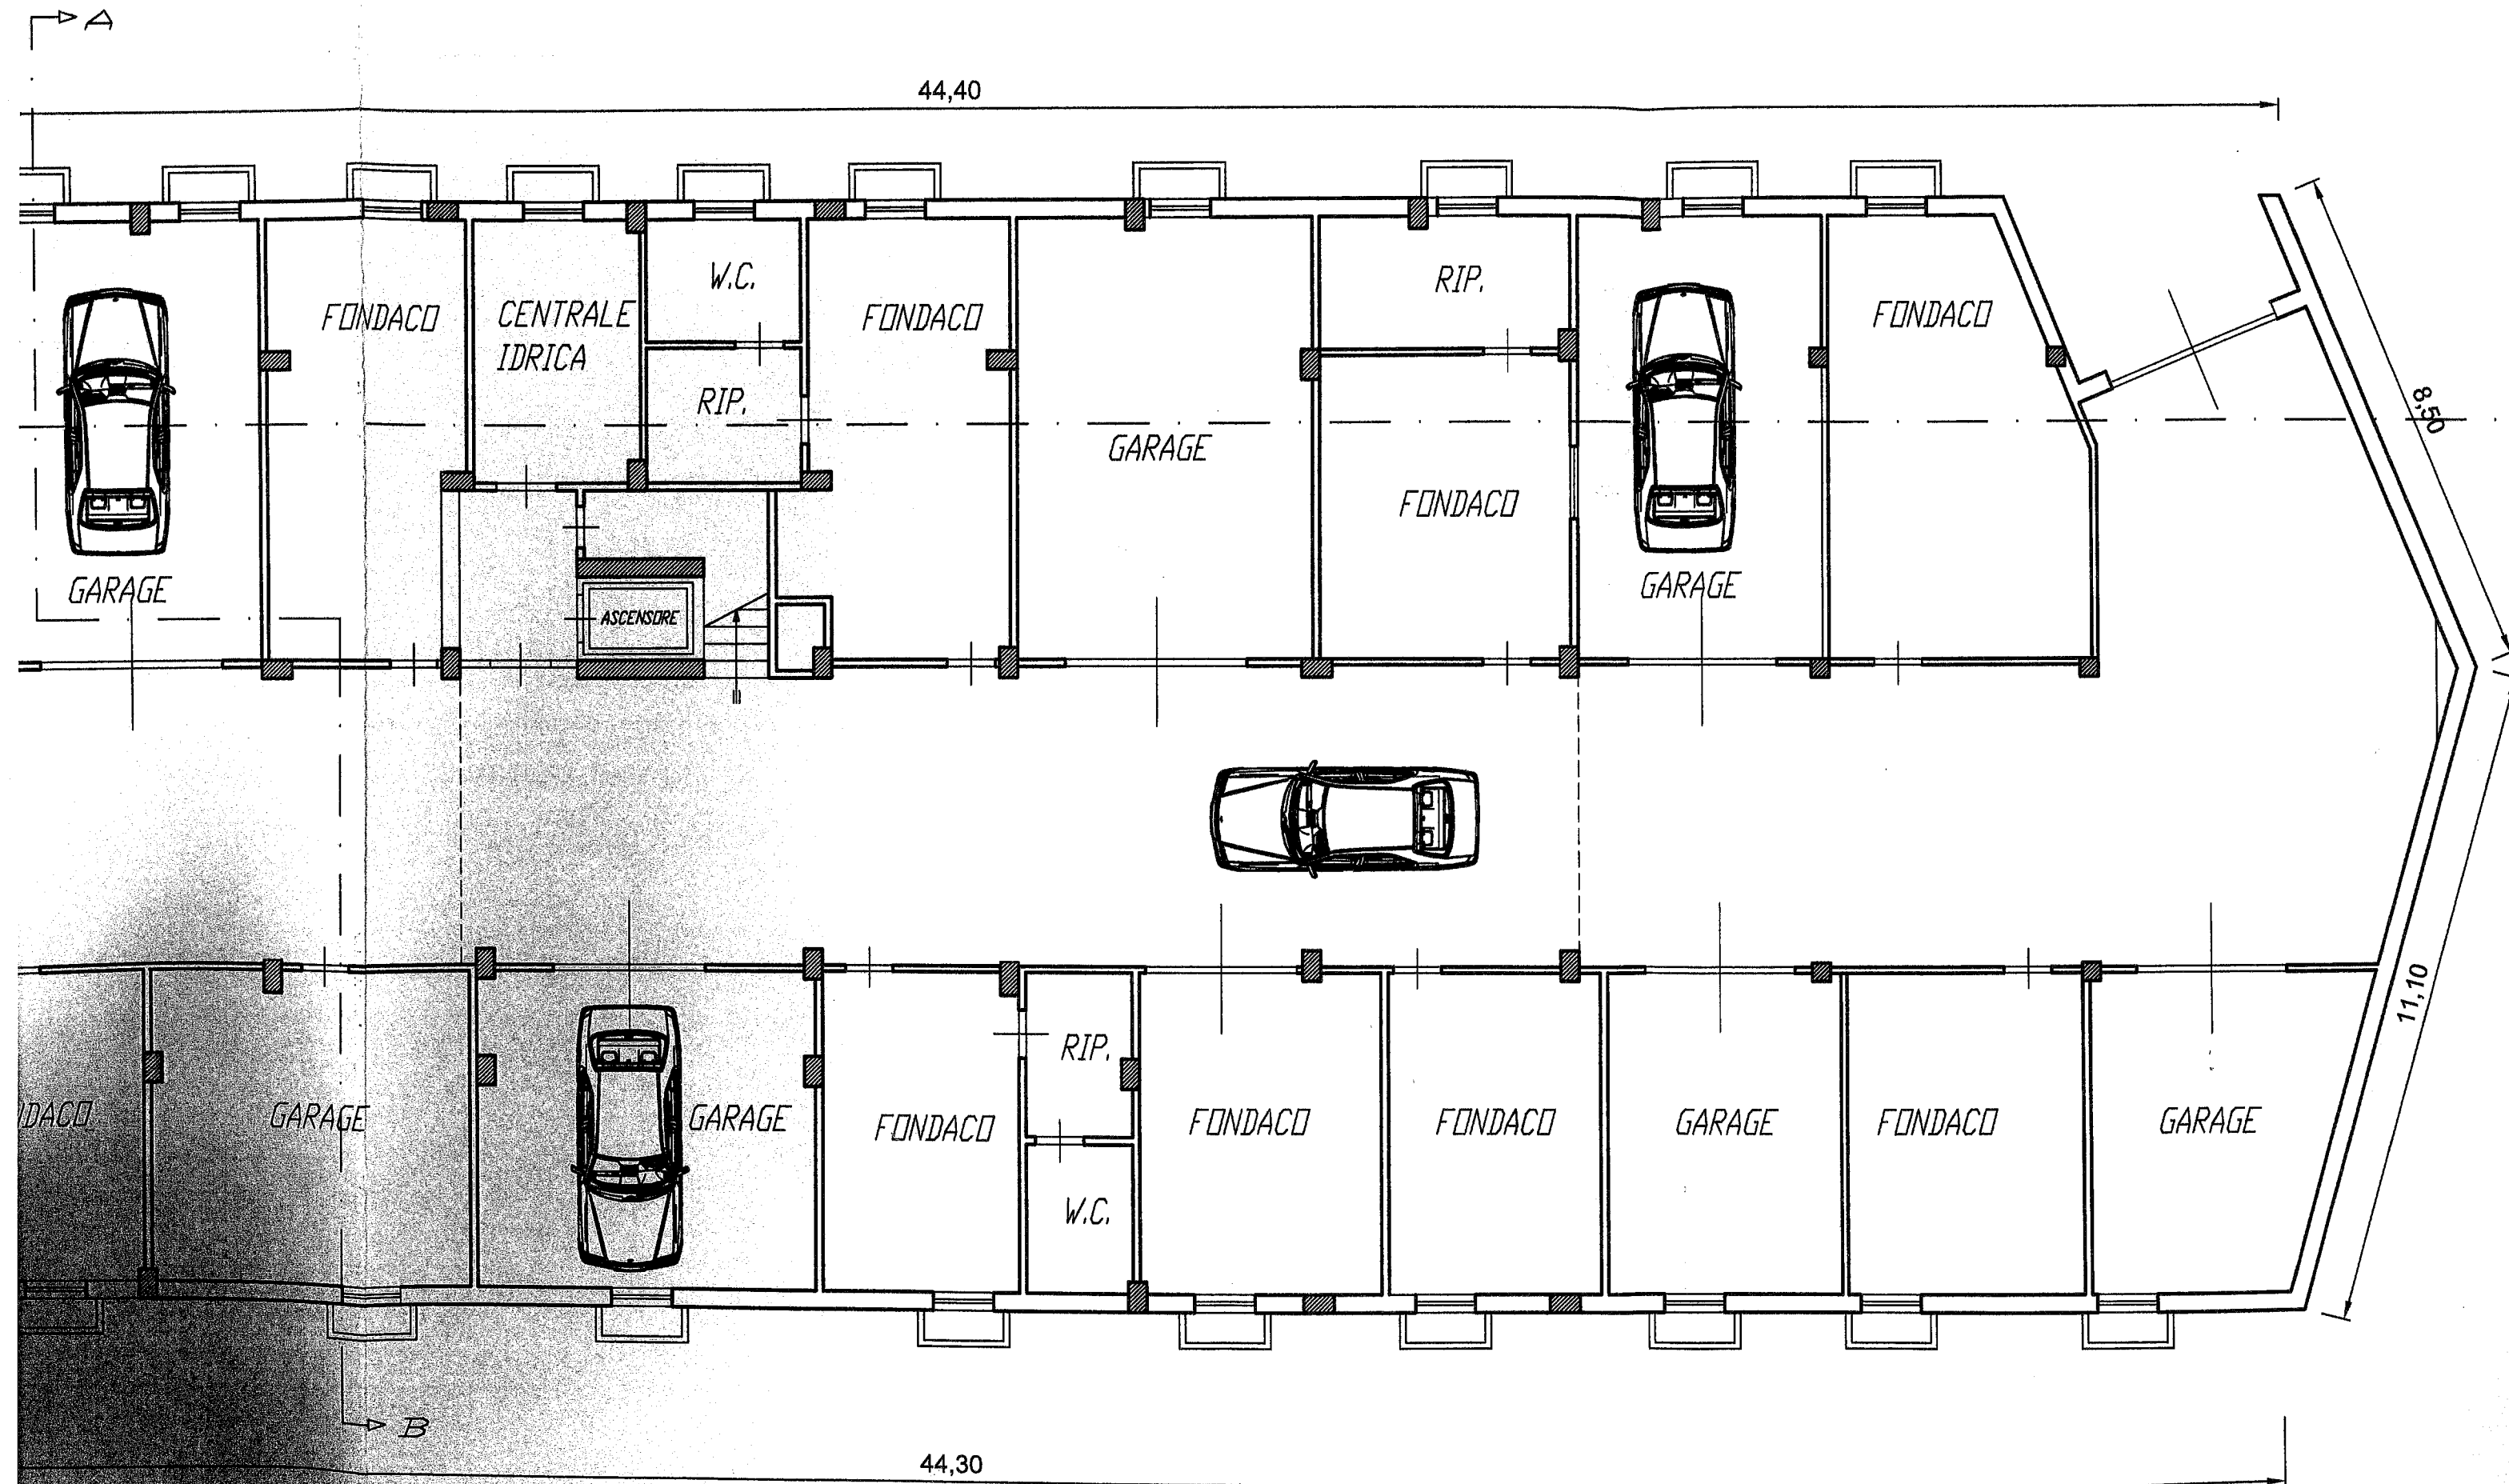 A
44,40
W.C.
RIP.
FONDACO
CENTRALE
IDRICA
FONDACO
FONDACO
RIP.
GARAGE
8,50
FONDACO
GARAGE
GARAGE
ASCENSORE
11,10
RIP.
GARAGE
GARAGE
FONDACO
FONDACO
FONDACO
GARAGE
FONDACO
GARAGE
W.C.
B
44,30